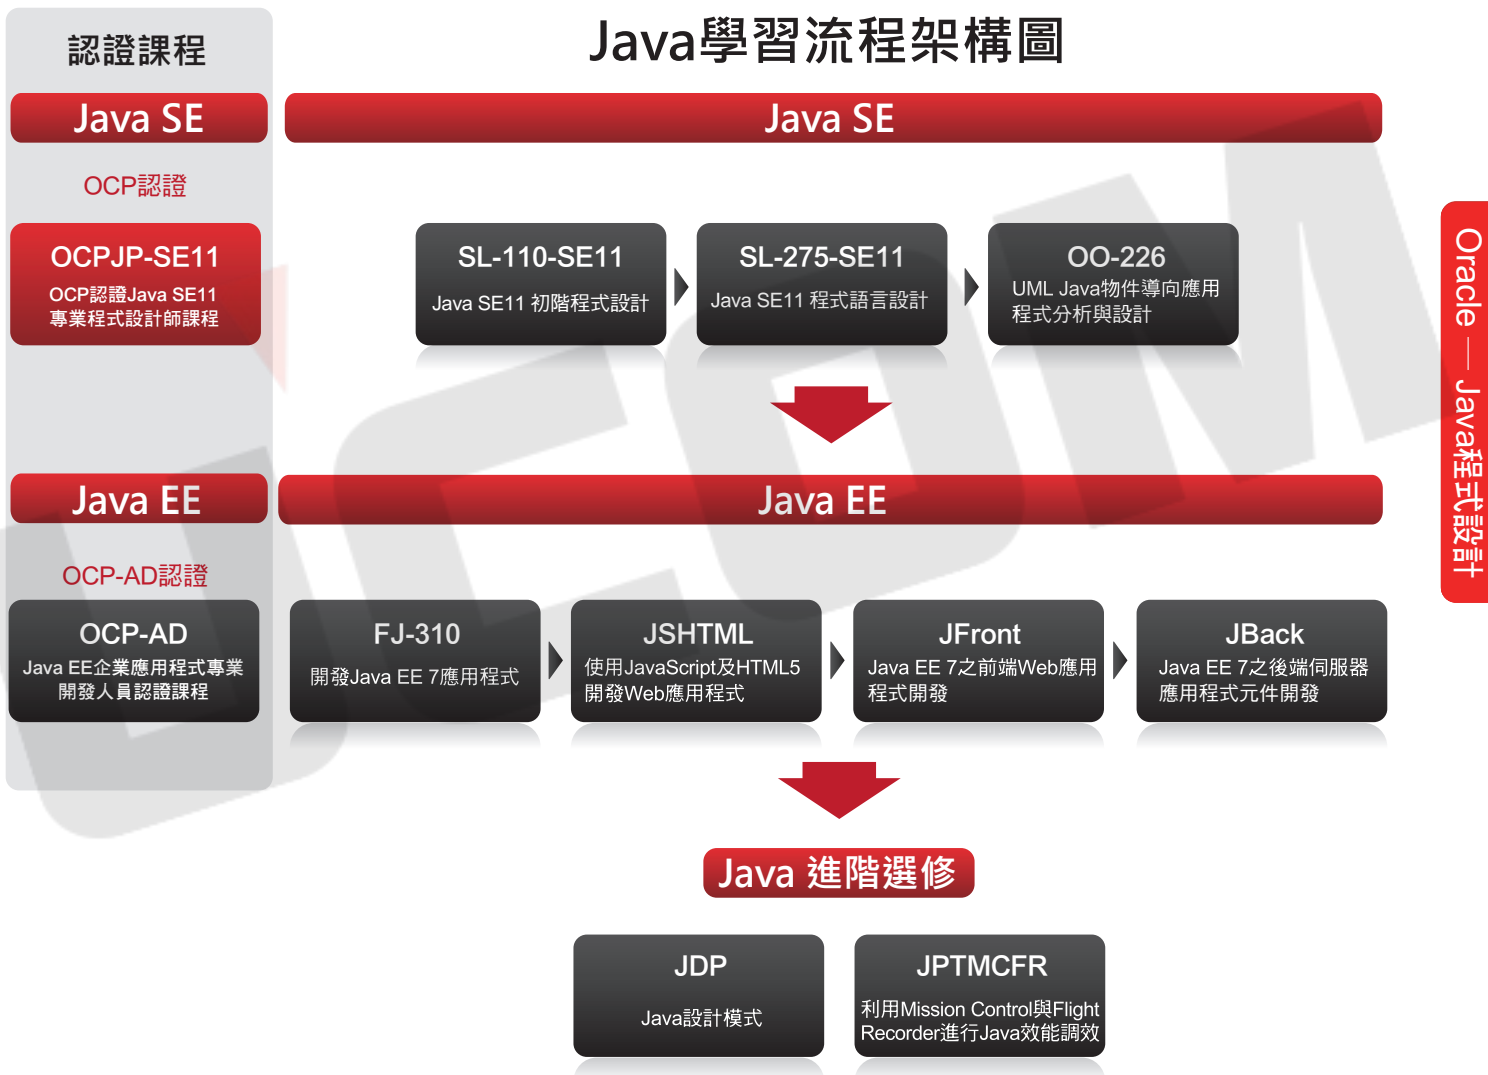 認證課程
Java學習流程架構圖
Java SE
Java SE
OCP認證
OCPJP-SE11
OCP認證Java SE11
專業程式設計師課程
SL-110-SE11
Java SE11 初階程式設計
SL-275-SE11
Java SE11 程式語言設計
OO-226
UML Java物件導向應用
程式分析與設計
Oracle — Java程式設計
Java EE
Java EE
OCP-AD認證
OCP-AD
Java EE企業應用程式專業
開發人員認證課程
FJ-310
開發Java EE 7應用程式
JSHTML
使用JavaScript及HTML5
開發Web應用程式
JFront
Java EE 7之前端Web應用
程式開發
JBack
Java EE 7之後端伺服器
應用程式元件開發
Java 進階選修
JDP
Java設計模式
JPTMCFR
利用Mission Control與Flight
Recorder進行Java效能調效
UCOM